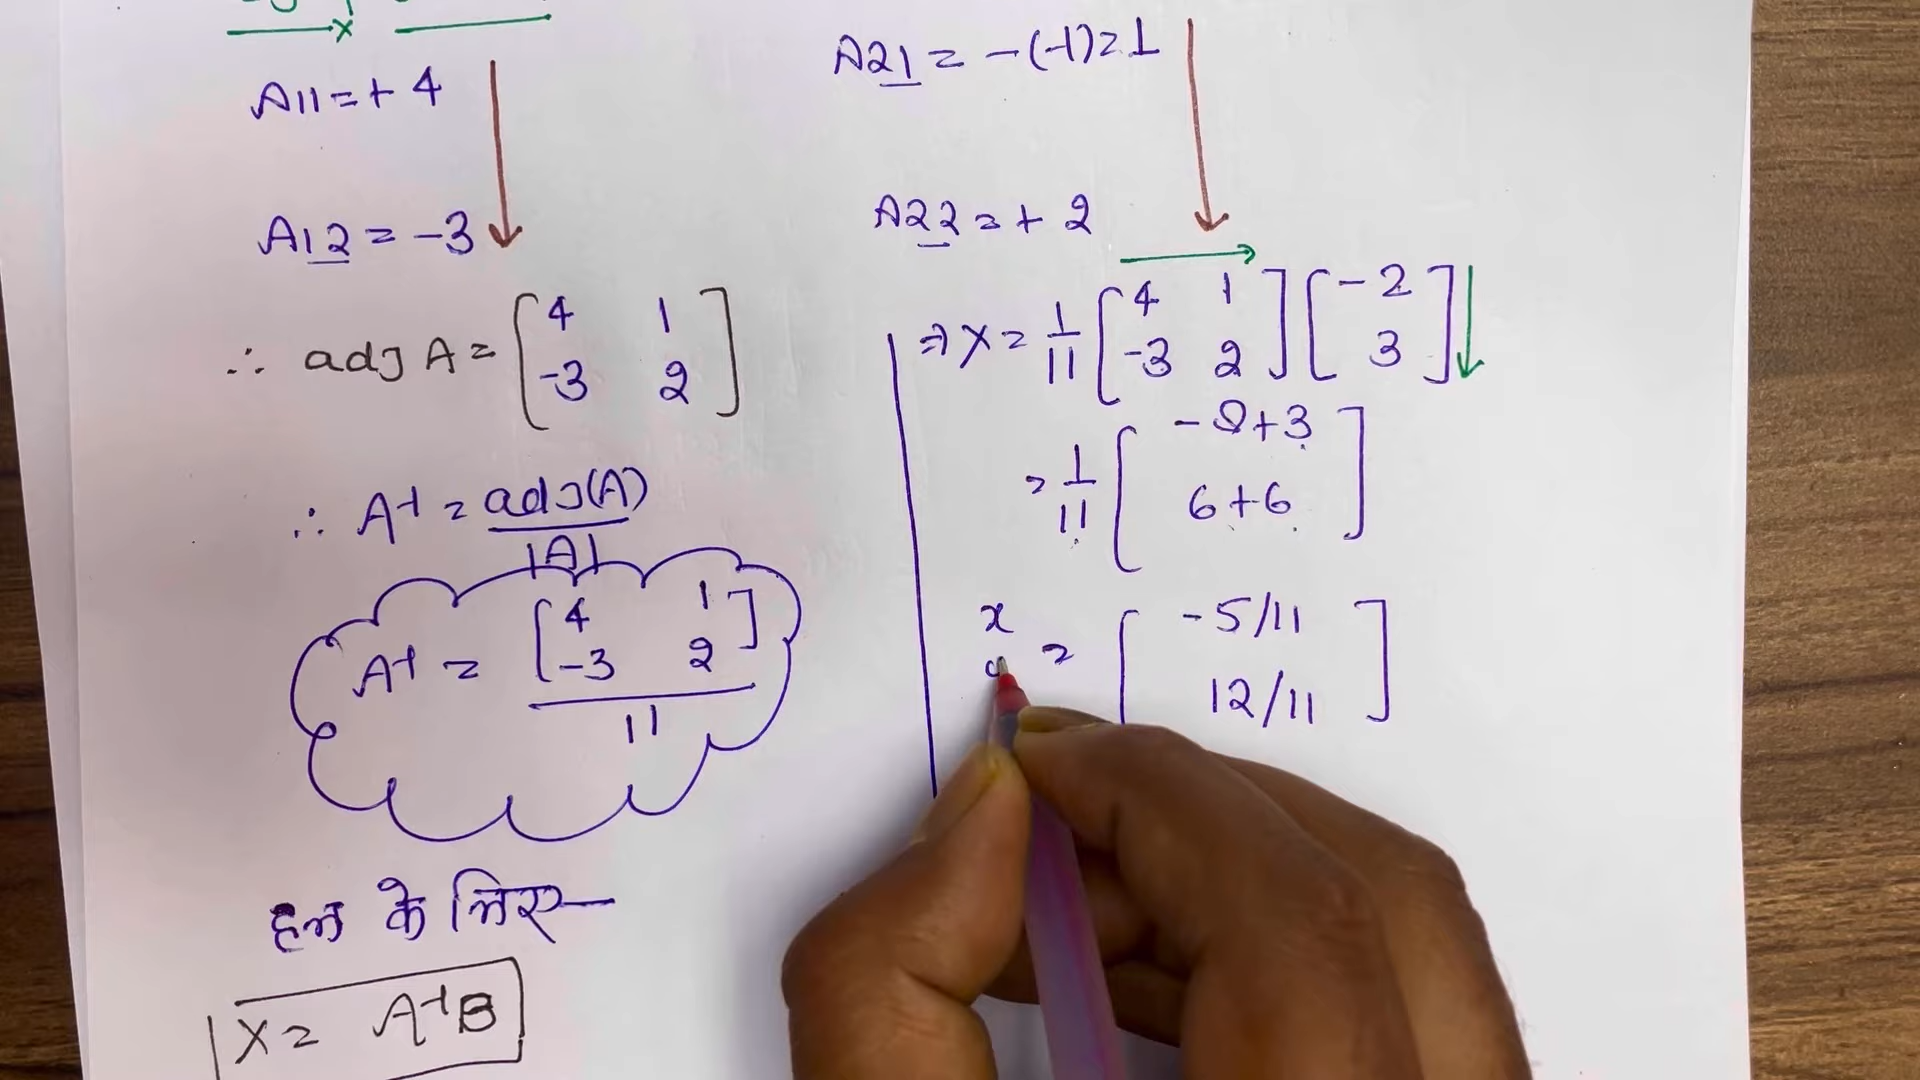 A11 = + 4
A12 = -3
∴ adj A = [4 1
-3 2]
∴ A⁻¹ = adj(A)
|A|
A⁻¹ = [4 1
-3 2]
11
हल के लिए -
X = A⁻¹B
A21 = -(-1) = 1
A22 = + 2
⇒ X = 1/11 [4 1 [-2
-3 2] 3]
= 1/11 [-8+3
6+6]
x = [-5/11
12/11]